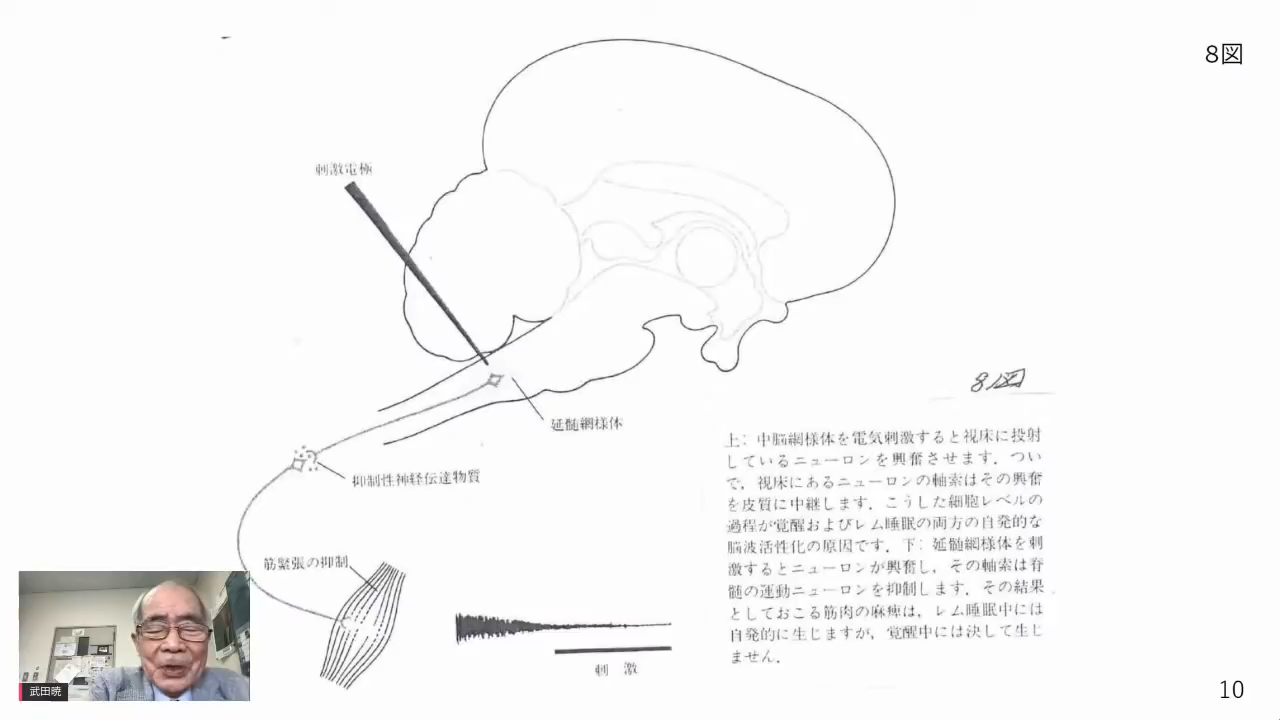 8図
刺激電極
延髄網様体
抑制性神経伝達物質
筋緊張の抑制
刺 激
8図
上: 中脳網様体を電気刺激すると視床に投射
しているニューロンを興奮させます. つい
で, 視床にあるニューロンの軸索はその興奮
を皮質に中継します. こうした細胞レベルの
過程が覚醒およびレム睡眠の両方の自発的な
脳波活性化の原因です. 下: 延髄網様体を刺
激するとニューロンが興奮し, その軸索は脊
髄の運動ニューロンを抑制します. その結果
としておこる筋肉の麻痺は, レム睡眠中には
自発的に生じますが, 覚醒中には決して生じ
ません.
武田暁
10